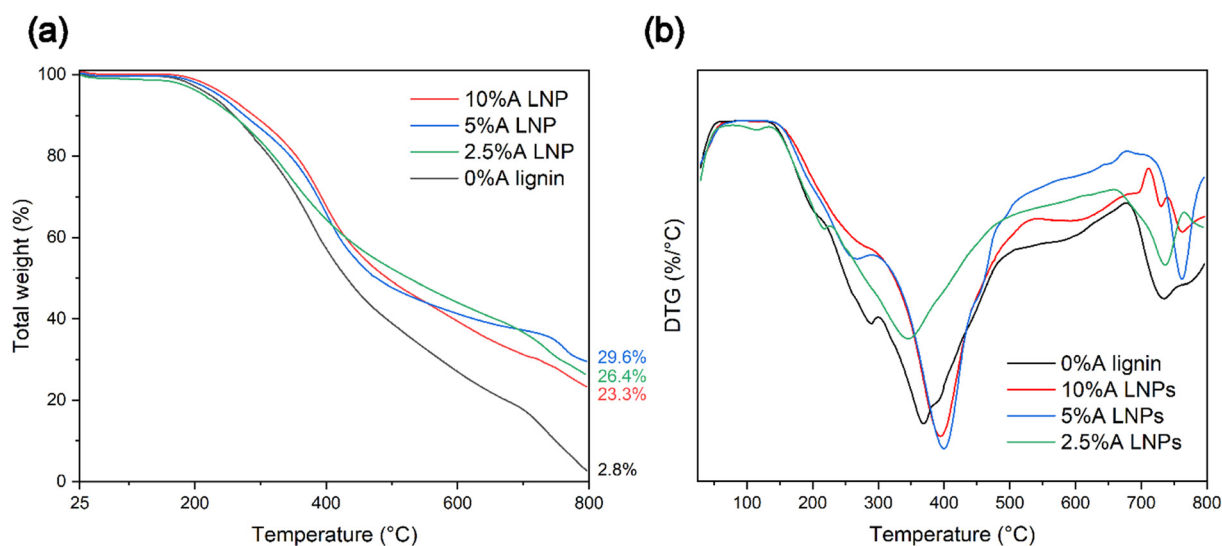 (a)
100
80
60
40
20
0
Total weight (%)
10%A LNP
5%A LNP
2.5%A LNP
0%A lignin
29.6%
26.4%
23.3%
2.8%
25 200 400 600 800
Temperature (°C)
(b)
DTG (%/°C)
0%A lignin
10%A LNPs
5%A LNPs
2.5%A LNPs
100 200 300 400 500 600 700 800
Temperature (°C)